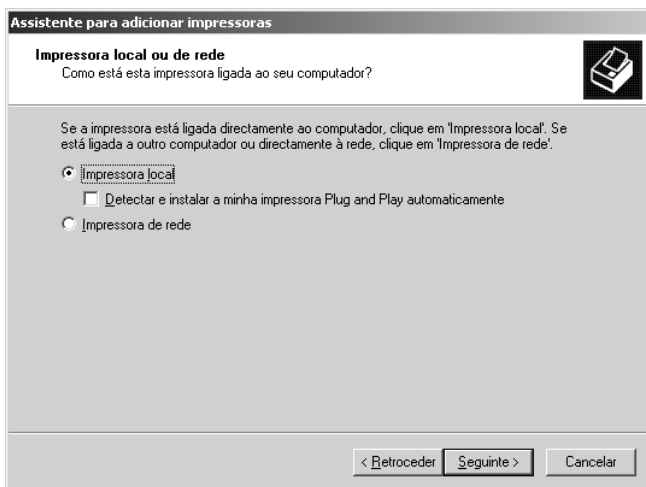 Assistente para adicionar impressoras
Impressora local ou de rede
Como está esta impressora ligada ao seu computador?
Se a impressora está ligada directamente ao computador, clique em 'Impressora local'. Se
está ligada a outro computador ou directamente à rede, clique em 'Impressora de rede'.
Impressora local
Detectar e instalar a minha impressora Plug and Play automaticamente
Impressora de rede
< Retroceder Seguinte > Cancelar